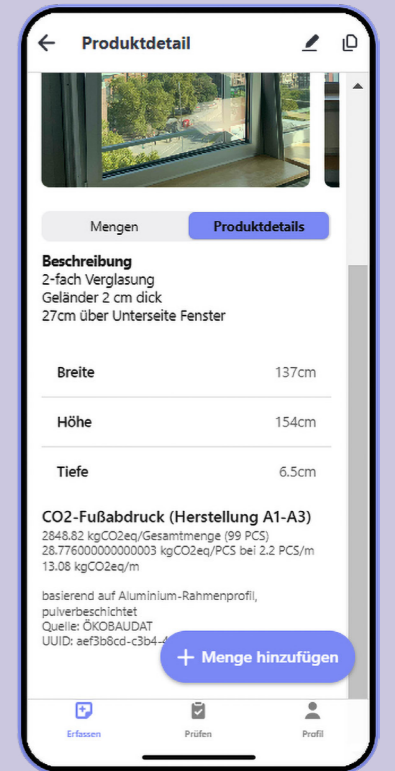 Produktdetail
Mengen
Produktdetails
Beschreibung
2-fach Verglasung
Geländer 2 cm dick
27cm über Unterseite Fenster
Breite 137cm
Höhe 154cm
Tiefe 6.5cm
CO2-Fußabdruck (Herstellung A1-A3)
2848.82 kgCO2eq/Gesamtmenge (99 PCS)
28.776000000000003 kgCO2eq/PCS bei 2.2 PCS/m
13.08 kgCO2eq/m
basierend auf Aluminium-Rahmenprofil,
pulverbeschichtet
Quelle: ÖKOBAUDAT
UUID: aef3b8cd-c3b4-4
+ Menge hinzufügen
Erfassen
Prüfen
Profil